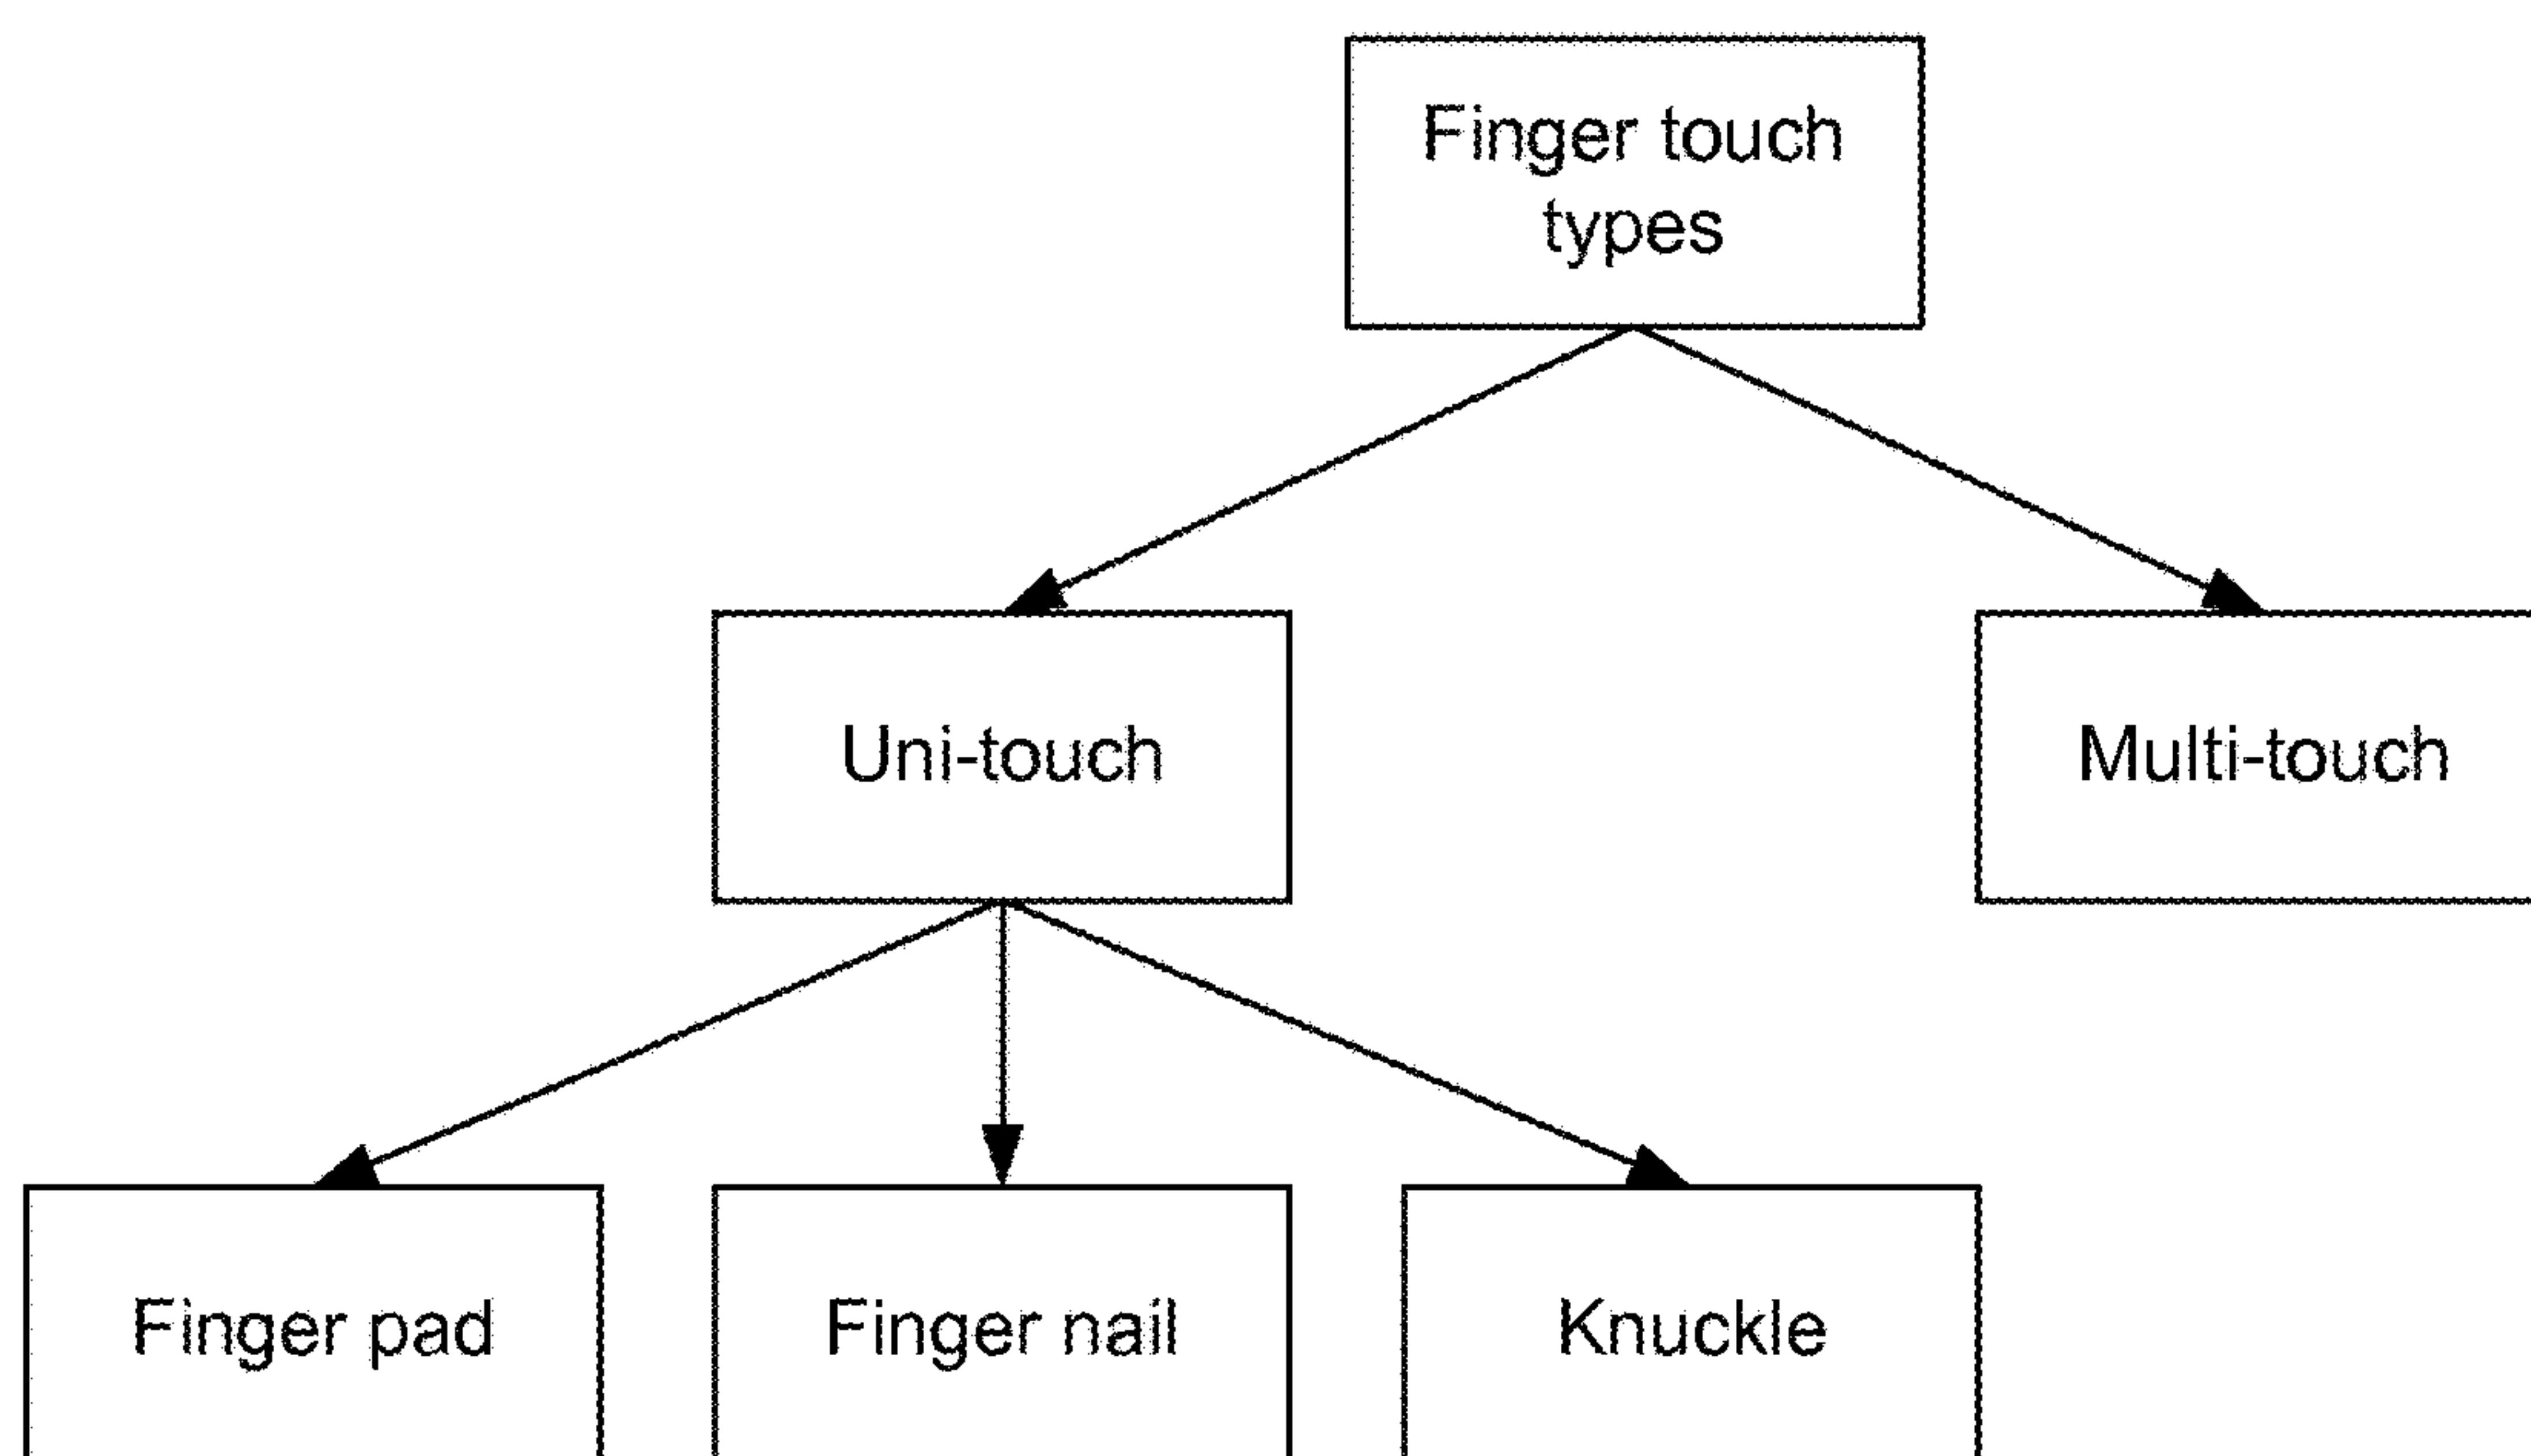 Finger touch
types
Uni-touch
Multi-touch
Finger pad
Finger nail
Knuckle